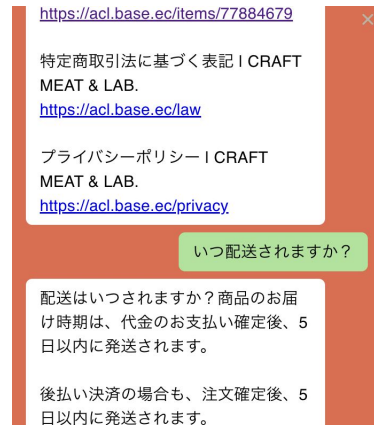 https://acl.base.ec/items/77884679
特定商取引法に基づく表記 | CRAFT
MEAT & LAB.
https://acl.base.ec/law
プライバシーポリシー | CRAFT
MEAT & LAB.
https://acl.base.ec/privacy
いつ配送されますか？
配送はいつされますか？商品のお届
け時期は、代金のお支払い確定後、5
日以内に発送されます。
後払い決済の場合も、注文確定後、5
日以内に発送されます。